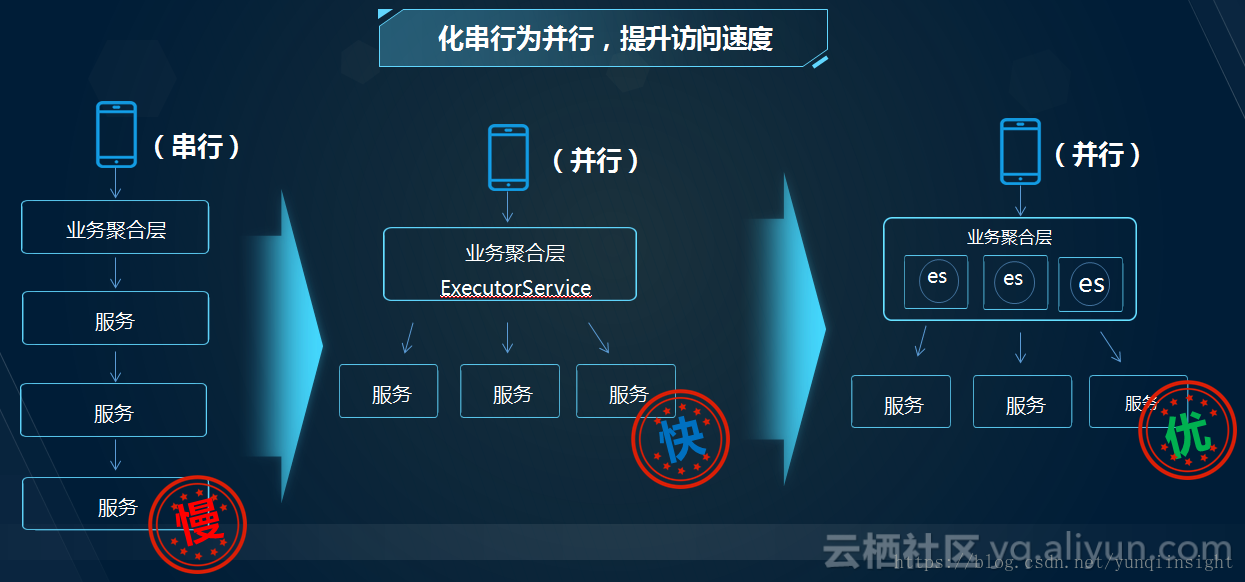 化串行为并行，提升访问速度
（串行）
业务聚合层
服务
服务
服务
慢
（并行）
业务聚合层
ExecutorService
服务
服务
服务
快
（并行）
业务聚合层
es
es
es
服务
服务
服务
优
云栖社区 yq.aliyun.com
https://blog.csdn.net/yunqiinsight